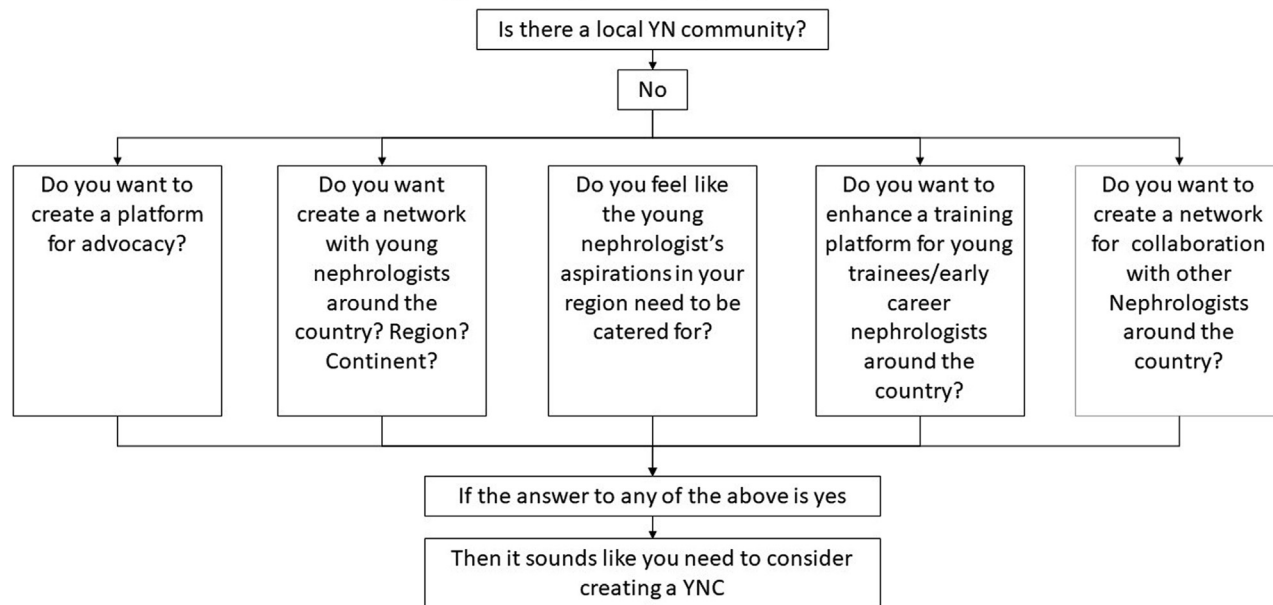 Is there a local YN community?
No
Do you want to
create a platform
for advocacy?
Do you want
create a network
with young
nephrologists
around the
country? Region?
Continent?
Do you feel like
the young
nephrologist’s
aspirations in your
region need to be
catered for?
Do you want to
enhance a training
platform for young
trainees/early
career
nephrologists
around the
country?
Do you want to
create a network
for  collaboration
with other
Nephrologists
around the
country?
If the answer to any of the above is yes
Then it sounds like you need to consider
creating a YNC